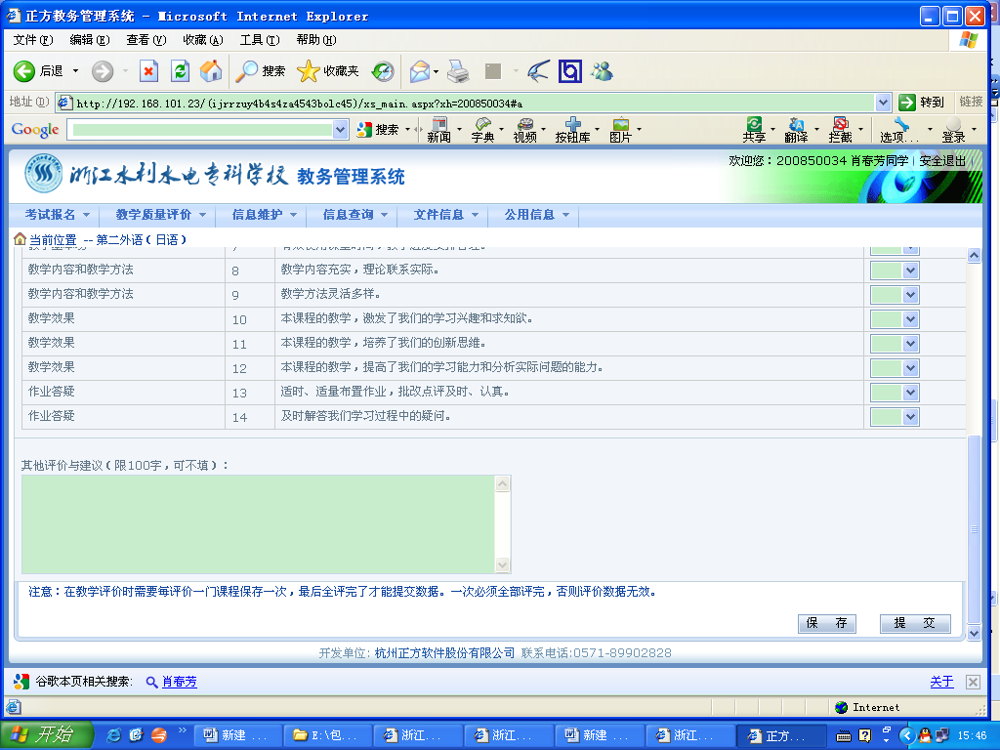 正方教务管理系统 - Microsoft Internet Explorer
文件(F) 编辑(E) 查看(V) 收藏(A) 工具(T) 帮助(H)
后退 搜索 收藏夹
地址(D) http://192.168.101.23/(ijrrzuy4b4s4za4543bolc45)/xs_main.aspx?xh=200850034#a 转到 链接
Google 搜索 新闻 字典 视频 按钮库 图片 共享 翻译 拦截 选项... 登录
浙江水利水电专科学校 教务管理系统 欢迎您：200850034 肖春芳同学 | 安全退出
考试报名 教学质量评价 信息维护 信息查询 文件信息 公用信息
当前位置 -- 第二外语(日语)
教学内容和教学方法 8 教学内容充实，理论联系实际。
教学内容和教学方法 9 教学方法灵活多样。
教学效果 10 本课程的教学，激发了我们的学习兴趣和求知欲。
教学效果 11 本课程的教学，培养了我们的创新思维。
教学效果 12 本课程的教学，提高了我们的学习能力和分析实际问题的能力。
作业答疑 13 适时、适量布置作业，批改点评及时、认真。
作业答疑 14 及时解答我们学习过程中的疑问。
其他评价与建议(限100字，可不填)：
注意：在教学评价时需要每评价一门课程保存一次，最后全评完了才能提交数据。一次必须全部评完，否则评价数据无效。
保 存 提 交
开发单位: 杭州正方软件股份有限公司 联系电话:0571-89902828
谷歌本页相关搜索: 肖春芳 关于
Internet
开始 新建 ... E:\包... 浙江... 浙江... 新建 ... 浙江... 正方... 15:46